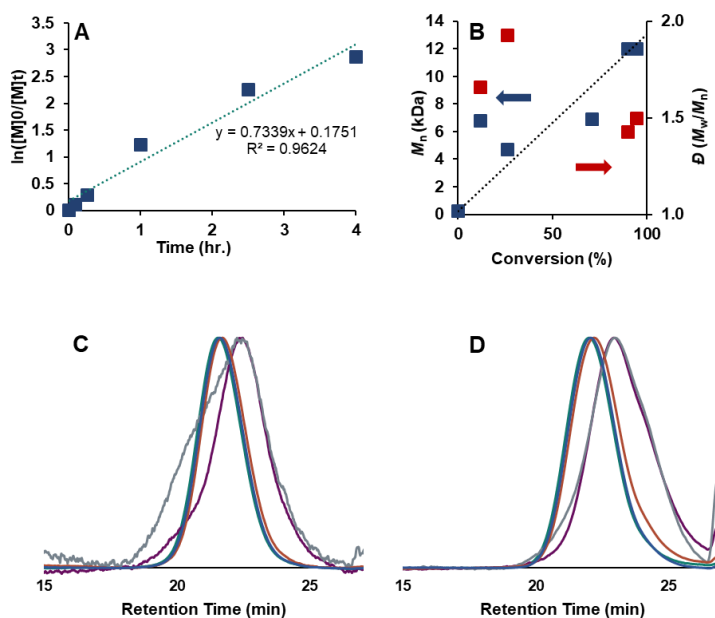 A
ln([M]0/[M]t)
3.5
3
2.5
2
1.5
1
0.5
0
y = 0.7339x + 0.1751
R² = 0.9624
0
1
2
3
4
Time (hr.)
B
Mn (kDa)
14
12
10
8
6
4
2
0
2.0
1.5
1.0
Đ (Mw/Mn)
0
50
100
Conversion (%)
C
15
20
25
Retention Time (min)
D
15
20
25
Retention Time (min)